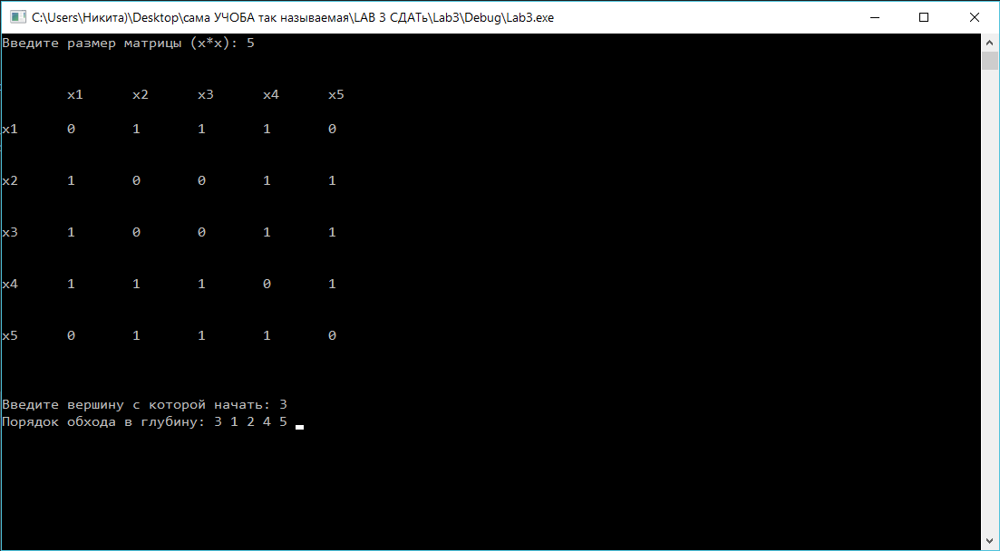 C:\Users\Никита)\Desktop\сама УЧОБА так называемая\LAB 3 СДАТЬ\Lab3\Debug\Lab3.exe
Введите размер матрицы (x*x): 5
x1 x2 x3 x4 x5
x1 0 1 1 1 0
x2 1 0 0 1 1
x3 1 0 0 1 1
x4 1 1 1 0 1
x5 0 1 1 1 0
Введите вершину с которой начать: 3
Порядок обхода в глубину: 3 1 2 4 5